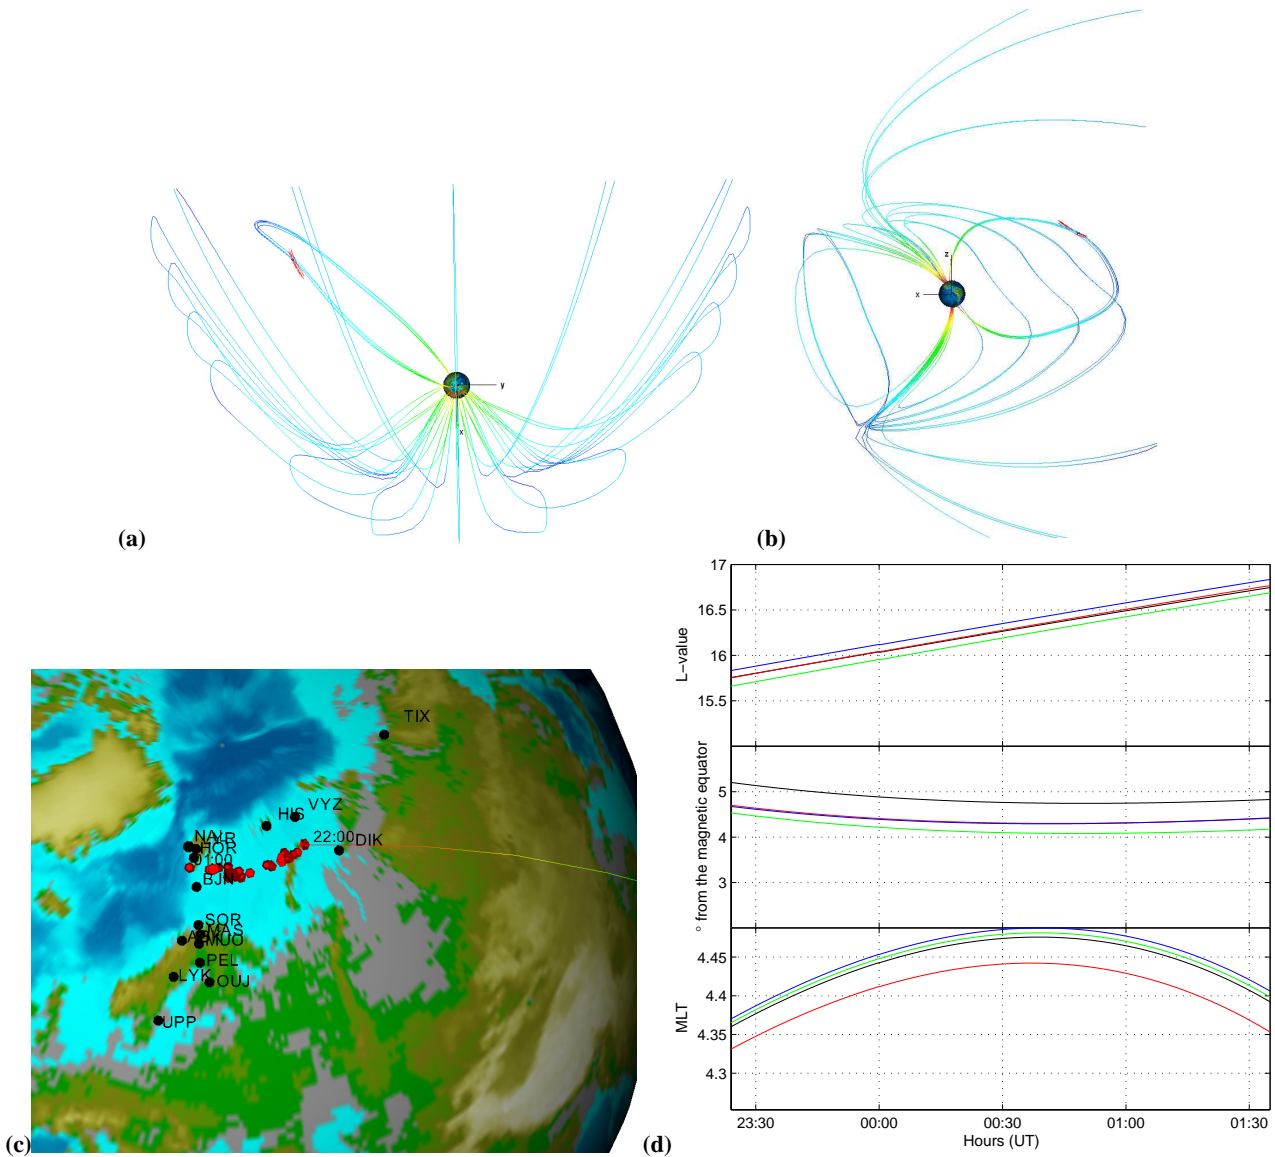 y
x
(a)
z
x
(b)
TIX
VYZ
HIS
22:00
DIK
NAL
HOR
01:00
BJN
SOR
MAS
MUO
PEL
LYK
OUJ
UPP
(c)
17
16.5
16
15.5
L-value
5
4
3
° from the magnetic equator
4.45
4.4
4.35
4.3
MLT
23:30
00:00
00:30
01:00
01:30
Hours (UT)
(d)